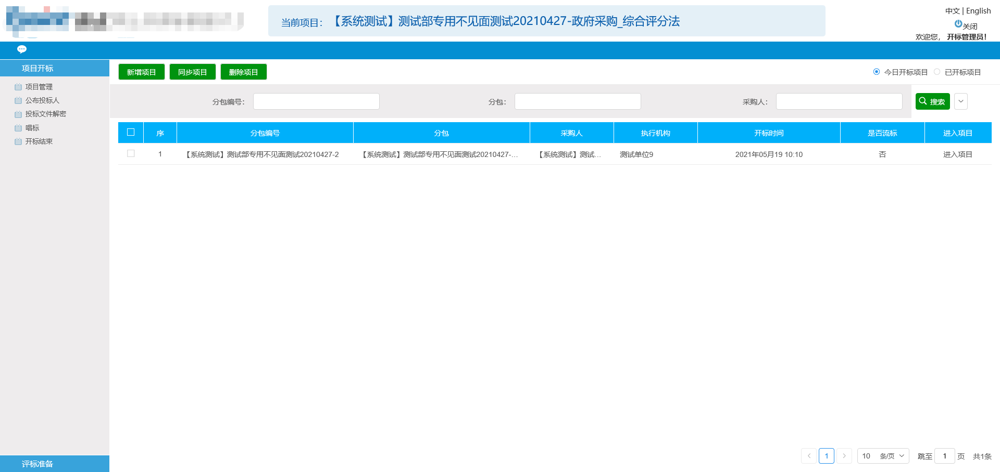 当前项目： 【系统测试】测试部专用不见面测试20210427-政府采购_综合评分法
中文 | English
关闭
欢迎您， 开标管理员！
项目开标
项目管理
公布投标人
投标文件解密
唱标
开标结束
评标准备
新增项目 同步项目 删除项目
今日开标项目 已开标项目
分包编号： 分包： 采购人： 搜索
序 分包编号 分包 采购人 执行机构 开标时间 是否流标 进入项目
1 【系统测试】测试部专用不见面测试20210427-2 【系统测试】测试部专用不见面测试20210427-... 【系统测试】测试... 测试单位9 2021年05月19 10:10 否 进入项目
1 10 条/页 跳至 1 页 共1条